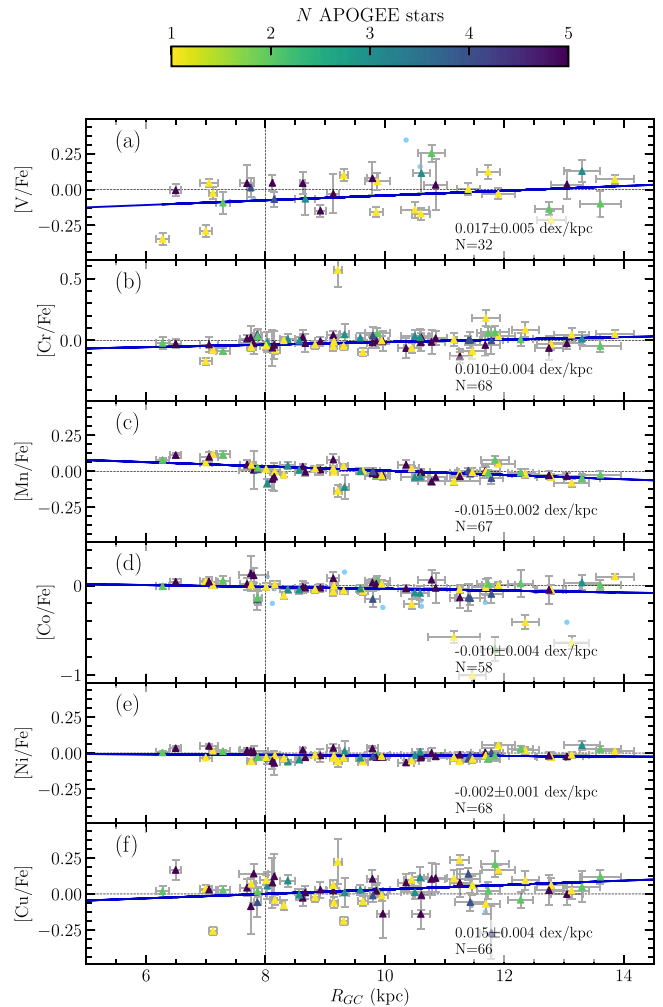 N APOGEE stars
1 2 3 4 5
(a)
[V/Fe]
0.25
0.00
−0.25
0.017±0.005 dex/kpc
N=32
(b)
[Cr/Fe]
0.5
0.0
0.010±0.004 dex/kpc
N=68
(c)
[Mn/Fe]
0.25
0.00
−0.25
-0.015±0.002 dex/kpc
N=67
(d)
[Co/Fe]
0
−1
-0.010±0.004 dex/kpc
N=58
(e)
[Ni/Fe]
0.25
0.00
−0.25
-0.002±0.001 dex/kpc
N=68
(f)
[Cu/Fe]
0.25
0.00
−0.25
0.015±0.004 dex/kpc
N=66
6 8 10 12 14
R_{GC} (kpc)